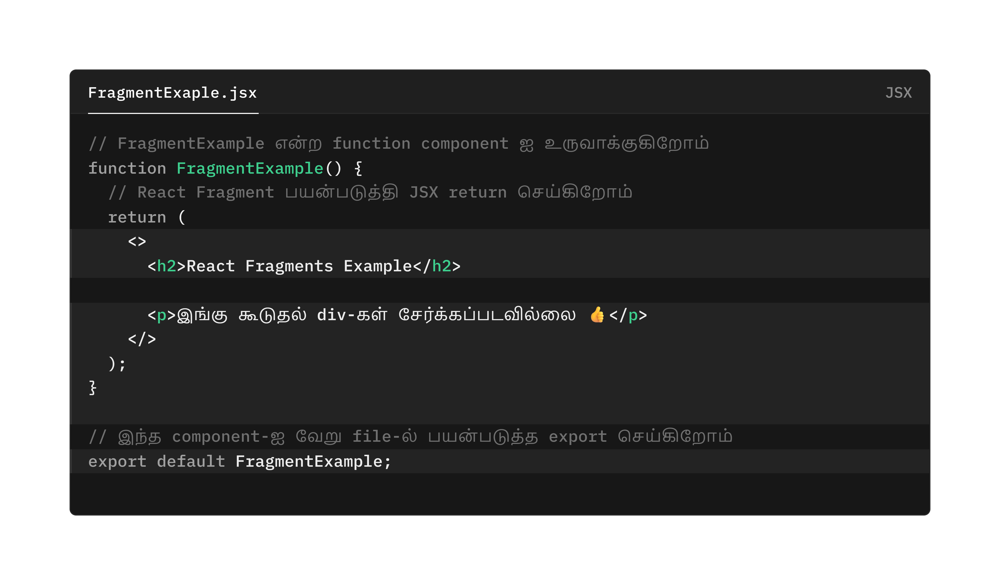 FragmentExaple.jsx
JSX
// FragmentExample என்ற function component ஐ உருவாக்குகிறோம்
function FragmentExample() {
// React Fragment பயன்படுத்தி JSX return செய்கிறோம்
return (
<>
<h2>React Fragments Example</h2>
<p>இங்கு கூடுதல் div-கள் சேர்க்கப்படவில்லை 👍</p>
</>
);
}
// இந்த component-ஐ வேறு file-ல் பயன்படுத்த export செய்கிறோம்
export default FragmentExample;